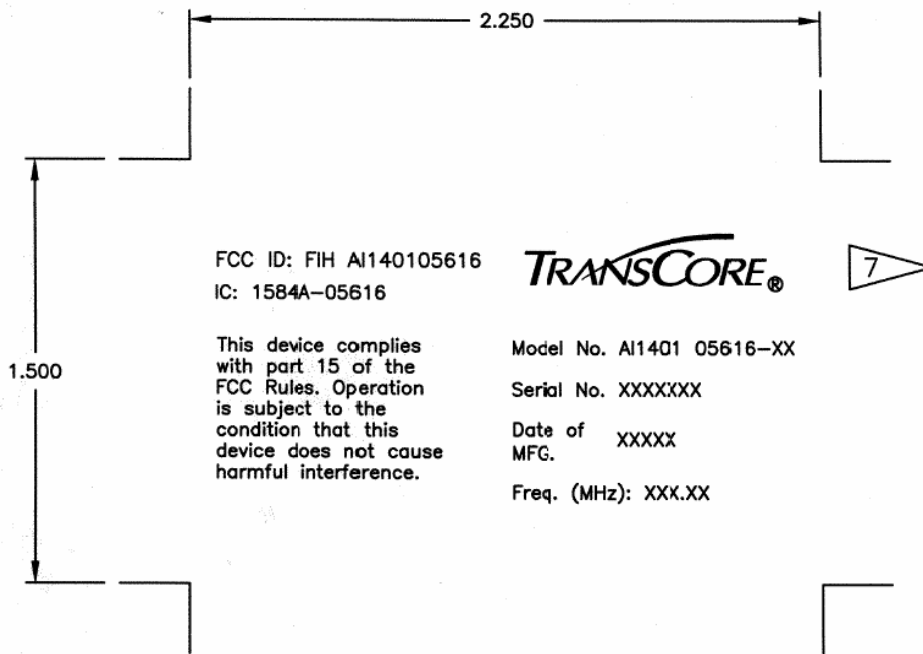 2.250
FCC ID: FIH AI140105616
IC: 1584A-05616
TRANSCORE®
7
1.500
This device complies
with part 15 of the
FCC Rules. Operation
is subject to the
condition that this
device does not cause
harmful interference.
Model No. AI1401 05616-XX
Serial No. XXXXXXX
Date of
MFG.
XXXXX
Freq. (MHz): XXX.XX